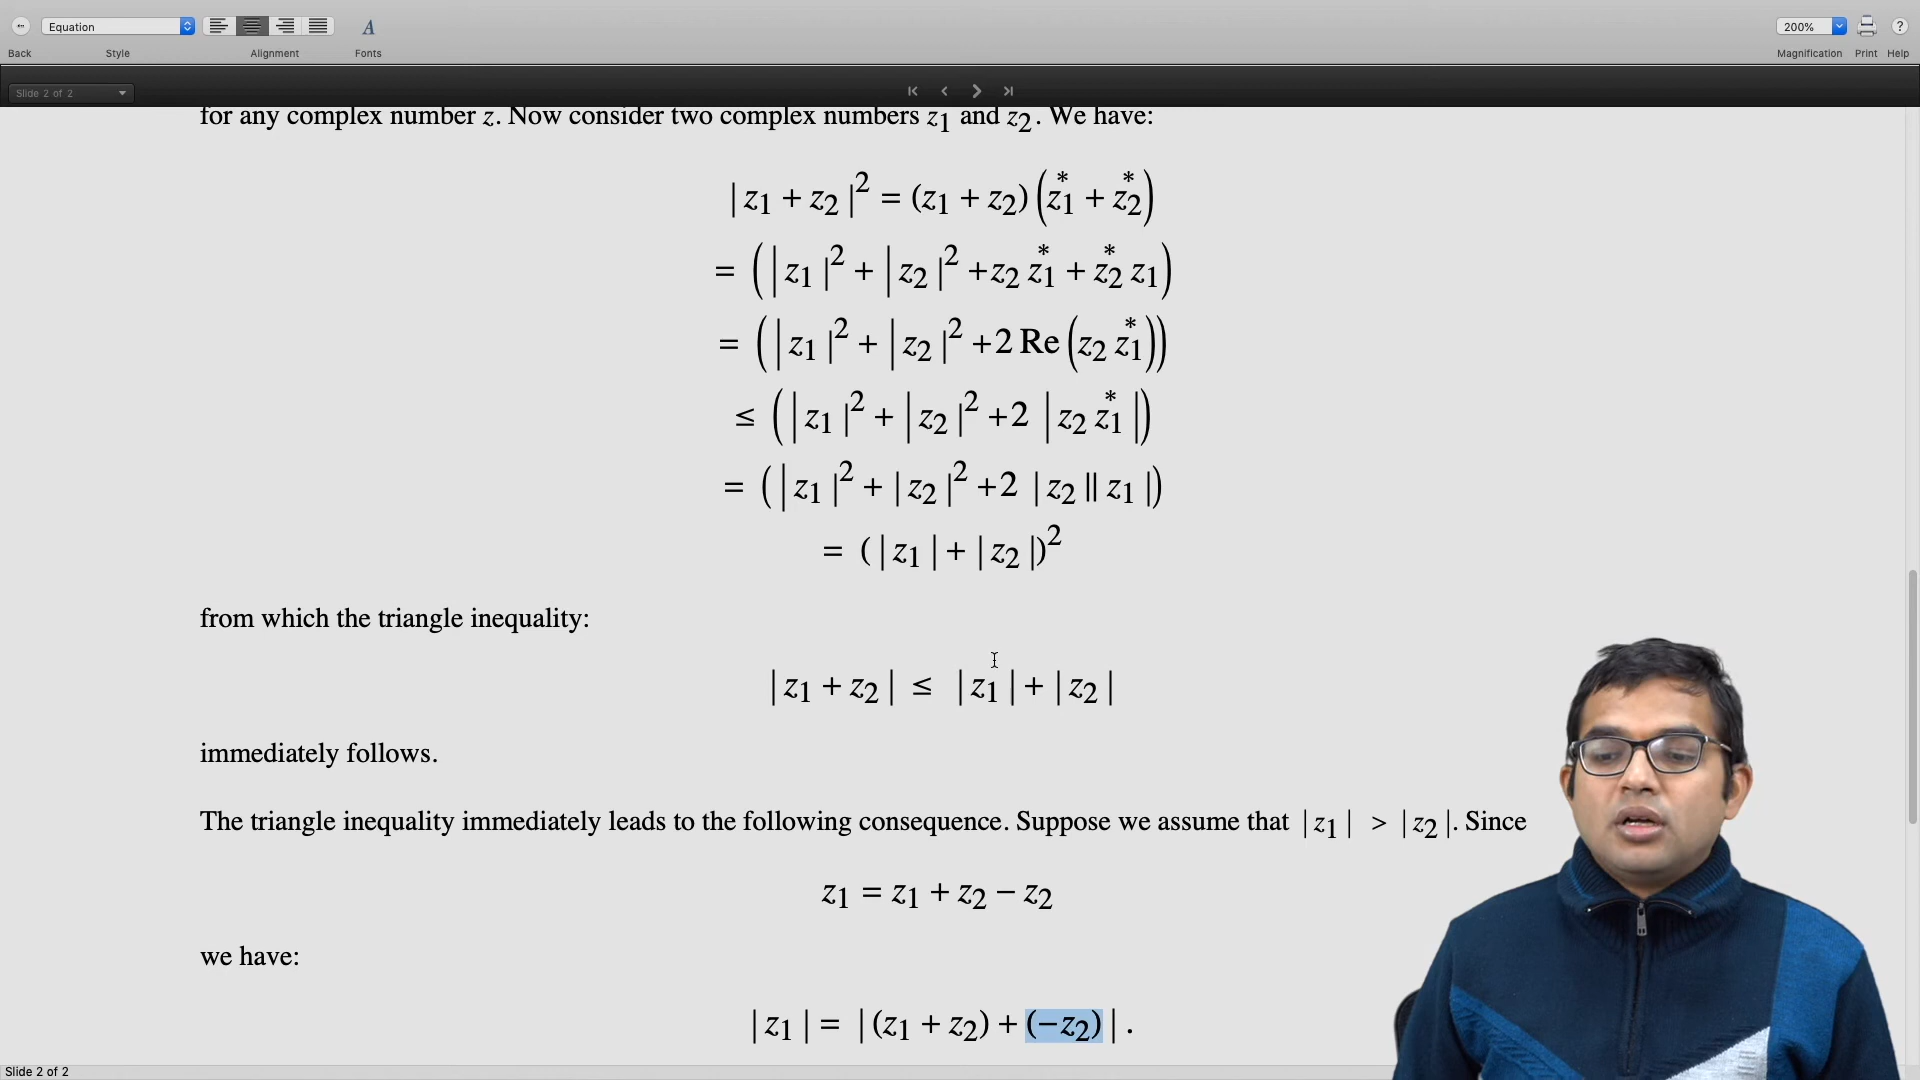 Equation
200%
Back
Style
Alignment
Fonts
Magnification
Print
Help
Slide 2 of 2
for any complex number z. Now consider two complex numbers z₁ and z₂. We have:
|z₁ + z₂|² = (z₁ + z₂)(z₁* + z₂*)
= (|z₁|² + |z₂|² + z₂ z₁* + z₂* z₁)
= (|z₁|² + |z₂|² + 2 Re(z₂ z₁*))
≤ (|z₁|² + |z₂|² + 2 |z₂ z₁*|)
= (|z₁|² + |z₂|² + 2 |z₂||z₁|)
= (|z₁| + |z₂|)²
from which the triangle inequality:
|z₁ + z₂| ≤ |z₁| + |z₂|
immediately follows.
The triangle inequality immediately leads to the following consequence. Suppose we assume that |z₁| > |z₂|. Since
z₁ = z₁ + z₂ − z₂
we have:
|z₁| = |(z₁ + z₂) + (−z₂)|.
Slide 2 of 2